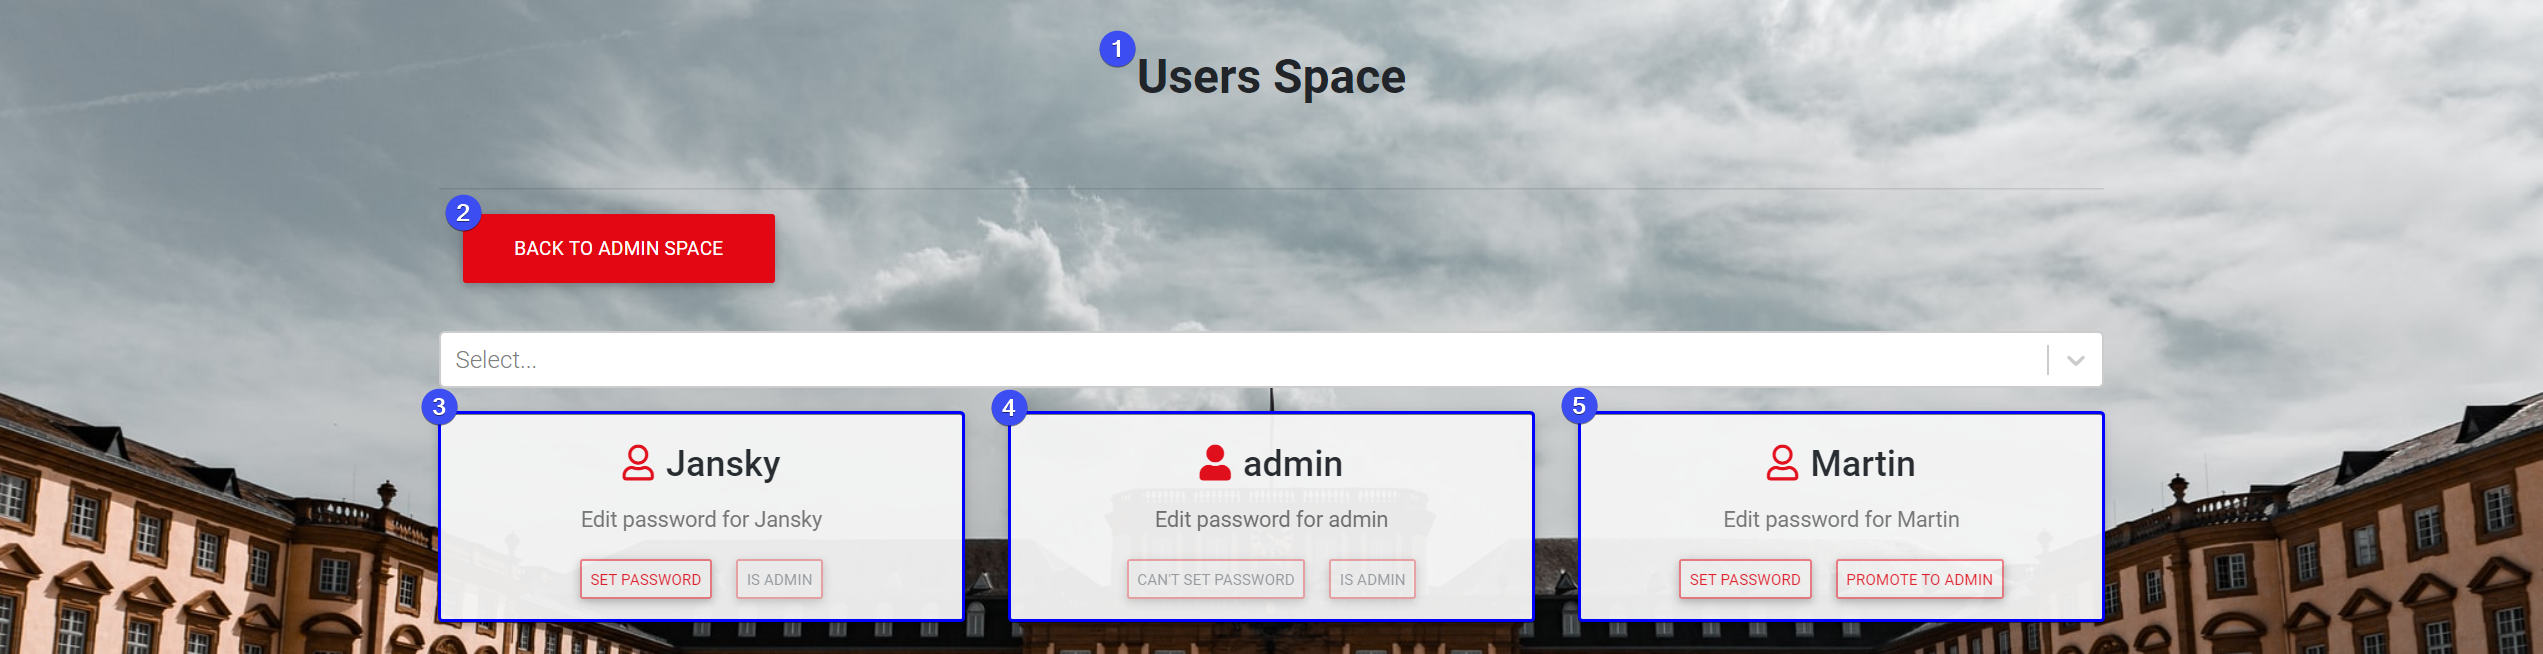 1
Users Space
2
BACK TO ADMIN SPACE
Select...
3
Jansky
Edit password for Jansky
SET PASSWORD IS ADMIN
4
admin
Edit password for admin
CAN'T SET PASSWORD IS ADMIN
5
Martin
Edit password for Martin
SET PASSWORD PROMOTE TO ADMIN